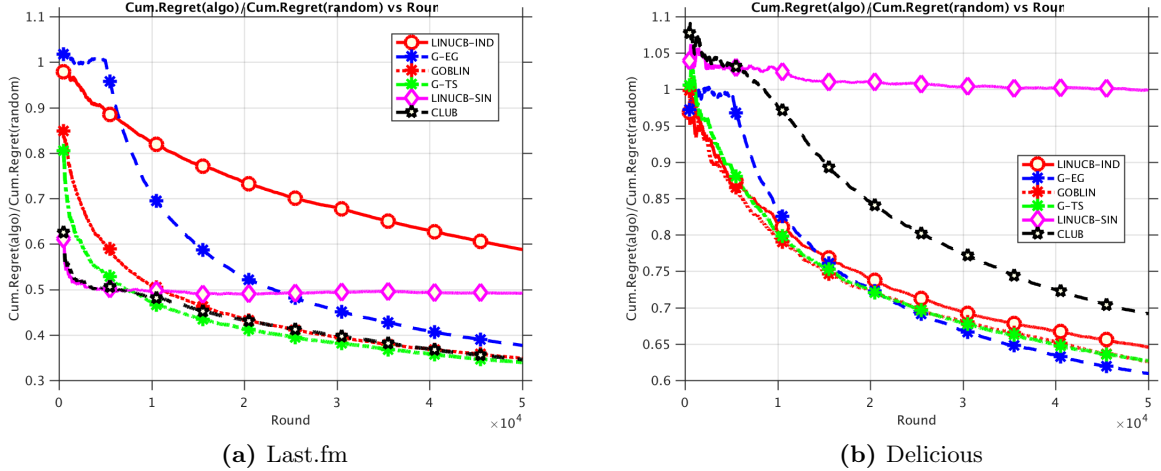 Cum.Regret(algo)/Cum.Regret(random) vs Roun
1.1
1
0.9
0.8
0.7
0.6
0.5
0.4
0.3
Cum.Regret(algo)/Cum.Regret(random)
LINUCB-IND
G-EG
GOBLIN
G-TS
LINUCB-SIN
CLUB
0 1 2 3 4 5
Round
×10^4
(a) Last.fm
Cum.Regret(algo)/Cum.Regret(random) vs Roun
1.1
1.05
1
0.95
0.9
0.85
0.8
0.75
0.7
0.65
0.6
Cum.Regret(algo)/Cum.Regret(random)
LINUCB-IND
G-EG
GOBLIN
G-TS
LINUCB-SIN
CLUB
0 1 2 3 4 5
Round
×10^4
(b) Delicious